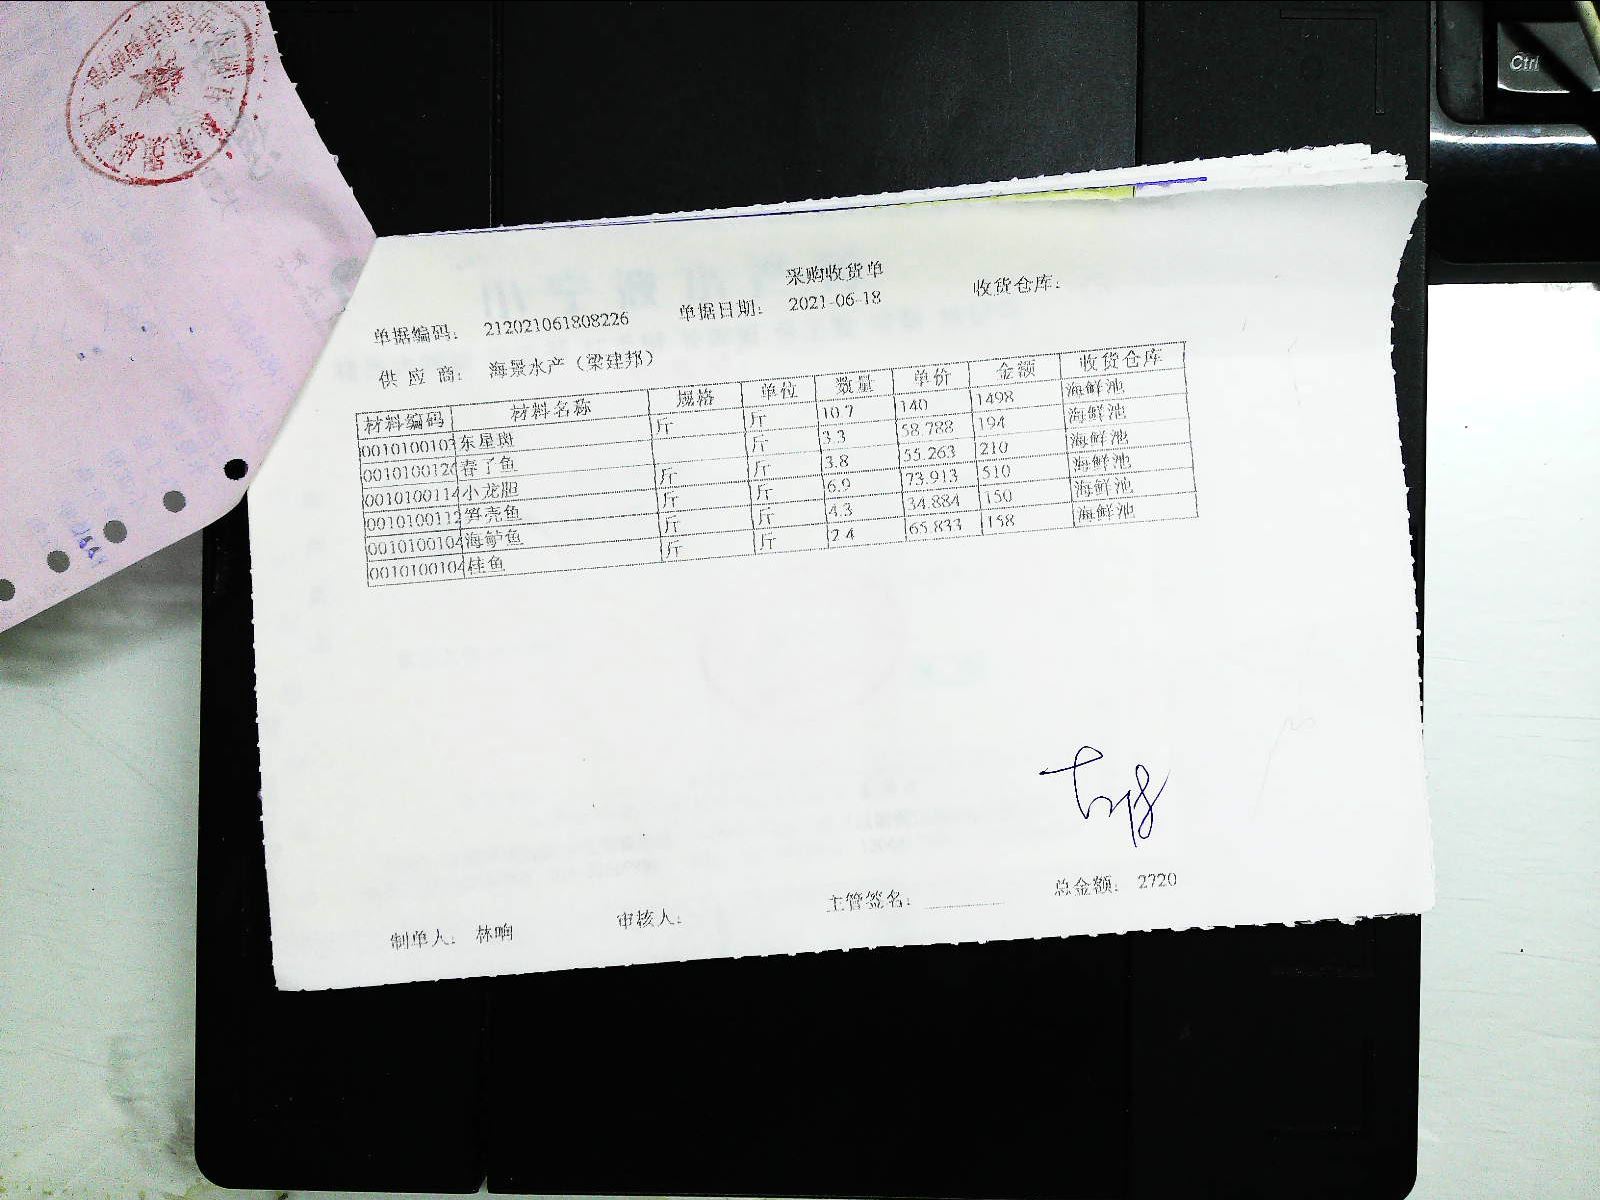 Ctrl
采购收货单
单据编码: 212021061808226 单据日期: 2021-06-18 收货仓库:
供应商: 海景水产（梁建邦）
材料编码 材料名称 规格 单位 数量 单价 金额 收货仓库
0010100103 东星斑 斤 斤 10.7 140 1498 海鲜池
001010012 春了鱼 斤 3.3 58.788 194 海鲜池
0010100114 小龙胆 斤 斤 3.8 55.263 210 海鲜池
0010100112 笋壳鱼 斤 斤 6.9 73.913 510 海鲜池
0010100104 海鲈鱼 斤 斤 4.3 34.884 150 海鲜池
0010100104 桂鱼 斤 斤 2.4 65.833 158 海鲜池
制单人: 林响 审核人: 主管签名: 总金额: 2720